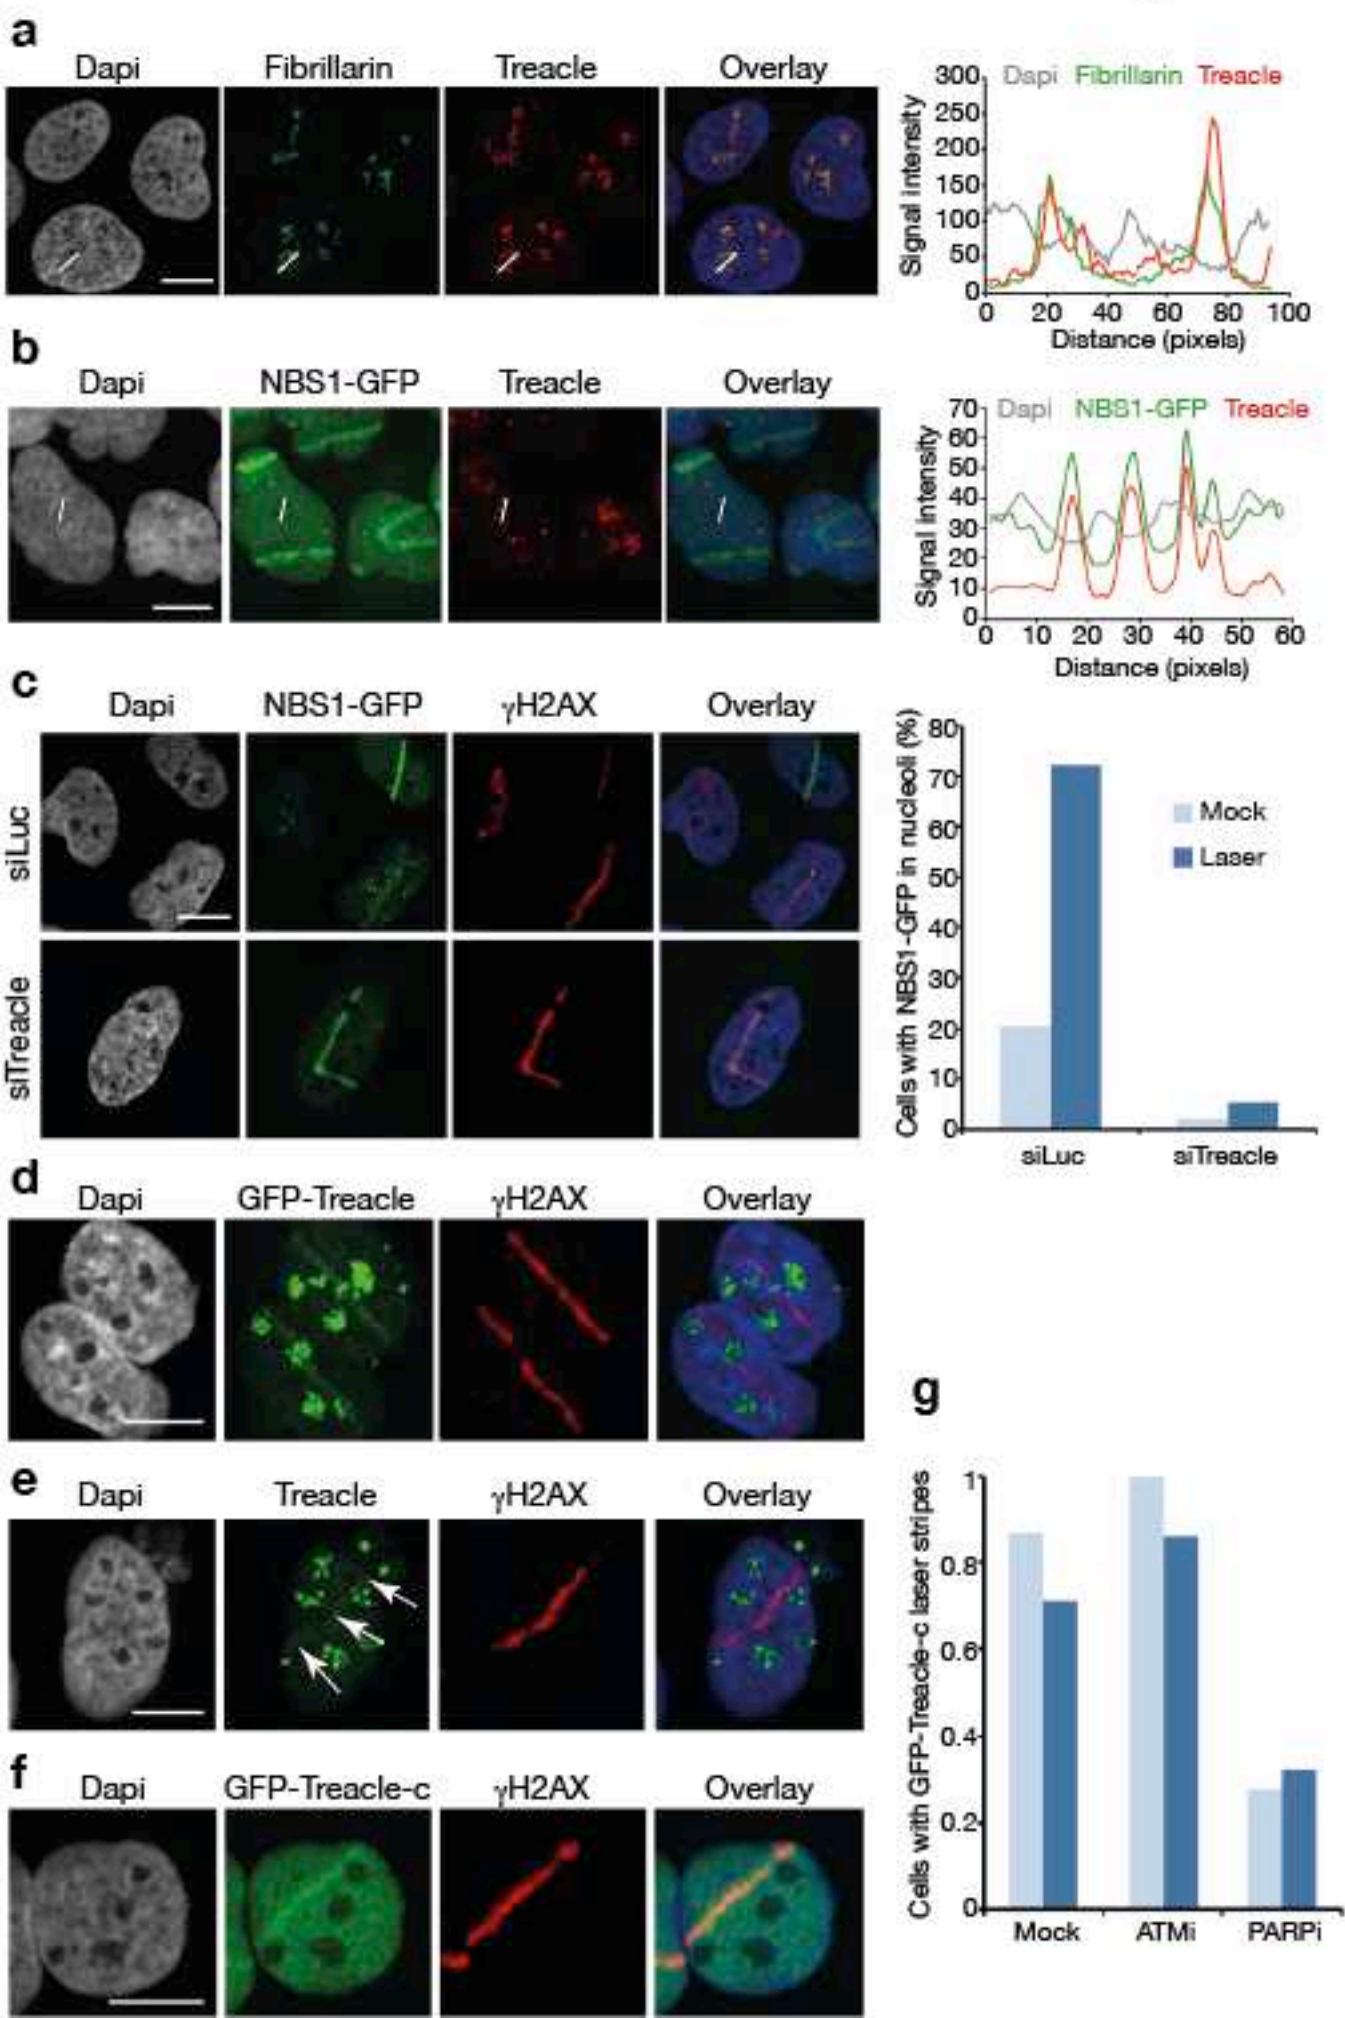 a
Dapi Fibrillarin Treacle Overlay
Dapi Fibrillarin Treacle
Signal intensity
300
250
200
150
100
50
0
0 20 40 60 80 100
Distance (pixels)
b
Dapi NBS1-GFP Treacle Overlay
Dapi NBS1-GFP Treacle
Signal intensity
70
60
50
40
30
20
10
0
0 10 20 30 40 50 60
Distance (pixels)
c
Dapi NBS1-GFP γH2AX Overlay
siLuc
siTreacle
Cells with NBS1-GFP in nucleoli (%)
80
70
60
50
40
30
20
10
0
Mock
Laser
siLuc siTreacle
d
Dapi GFP-Treacle γH2AX Overlay
e
Dapi Treacle γH2AX Overlay
f
Dapi GFP-Treacle-c γH2AX Overlay
g
Cells with GFP-Treacle-c laser stripes
1
0.8
0.6
0.4
0.2
0
Mock ATMi PARPi